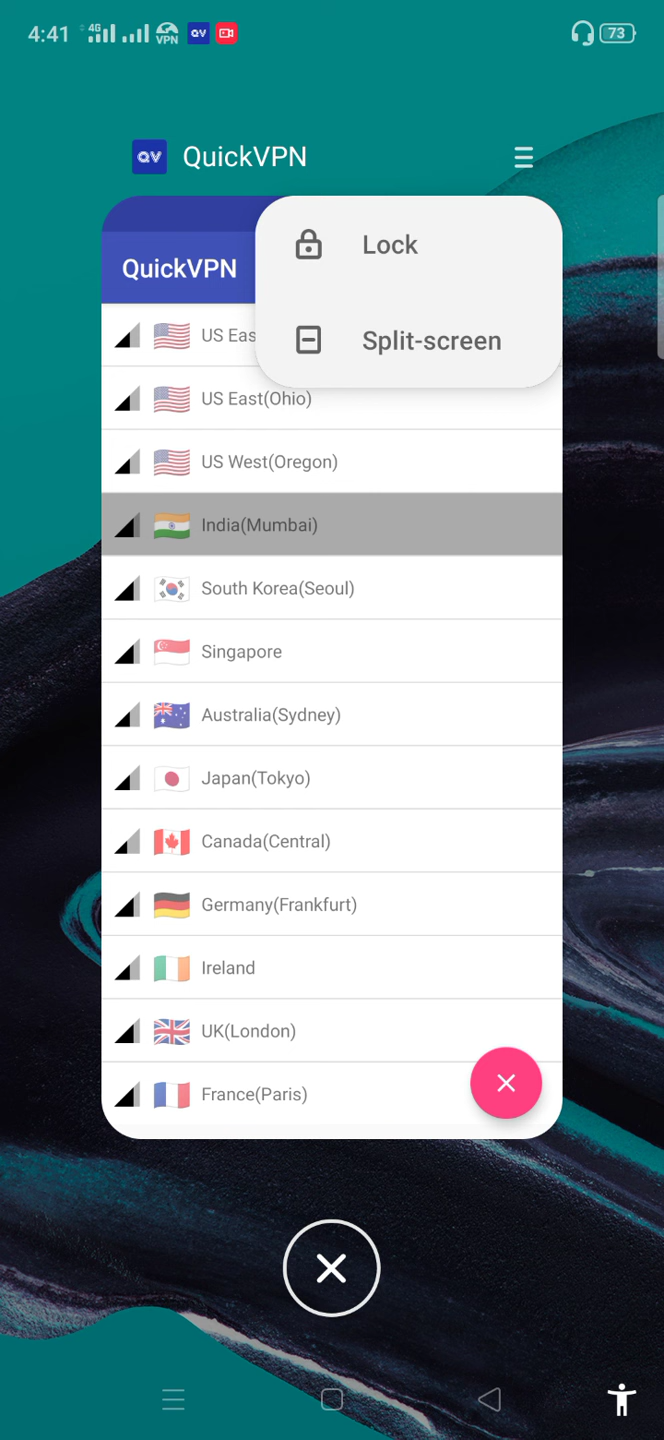 4:41 4G VPN QV 73
QV QuickVPN
Lock
QuickVPN
Split-screen
US Eas
US East(Ohio)
US West(Oregon)
India(Mumbai)
South Korea(Seoul)
Singapore
Australia(Sydney)
Japan(Tokyo)
Canada(Central)
Germany(Frankfurt)
Ireland
UK(London)
France(Paris)